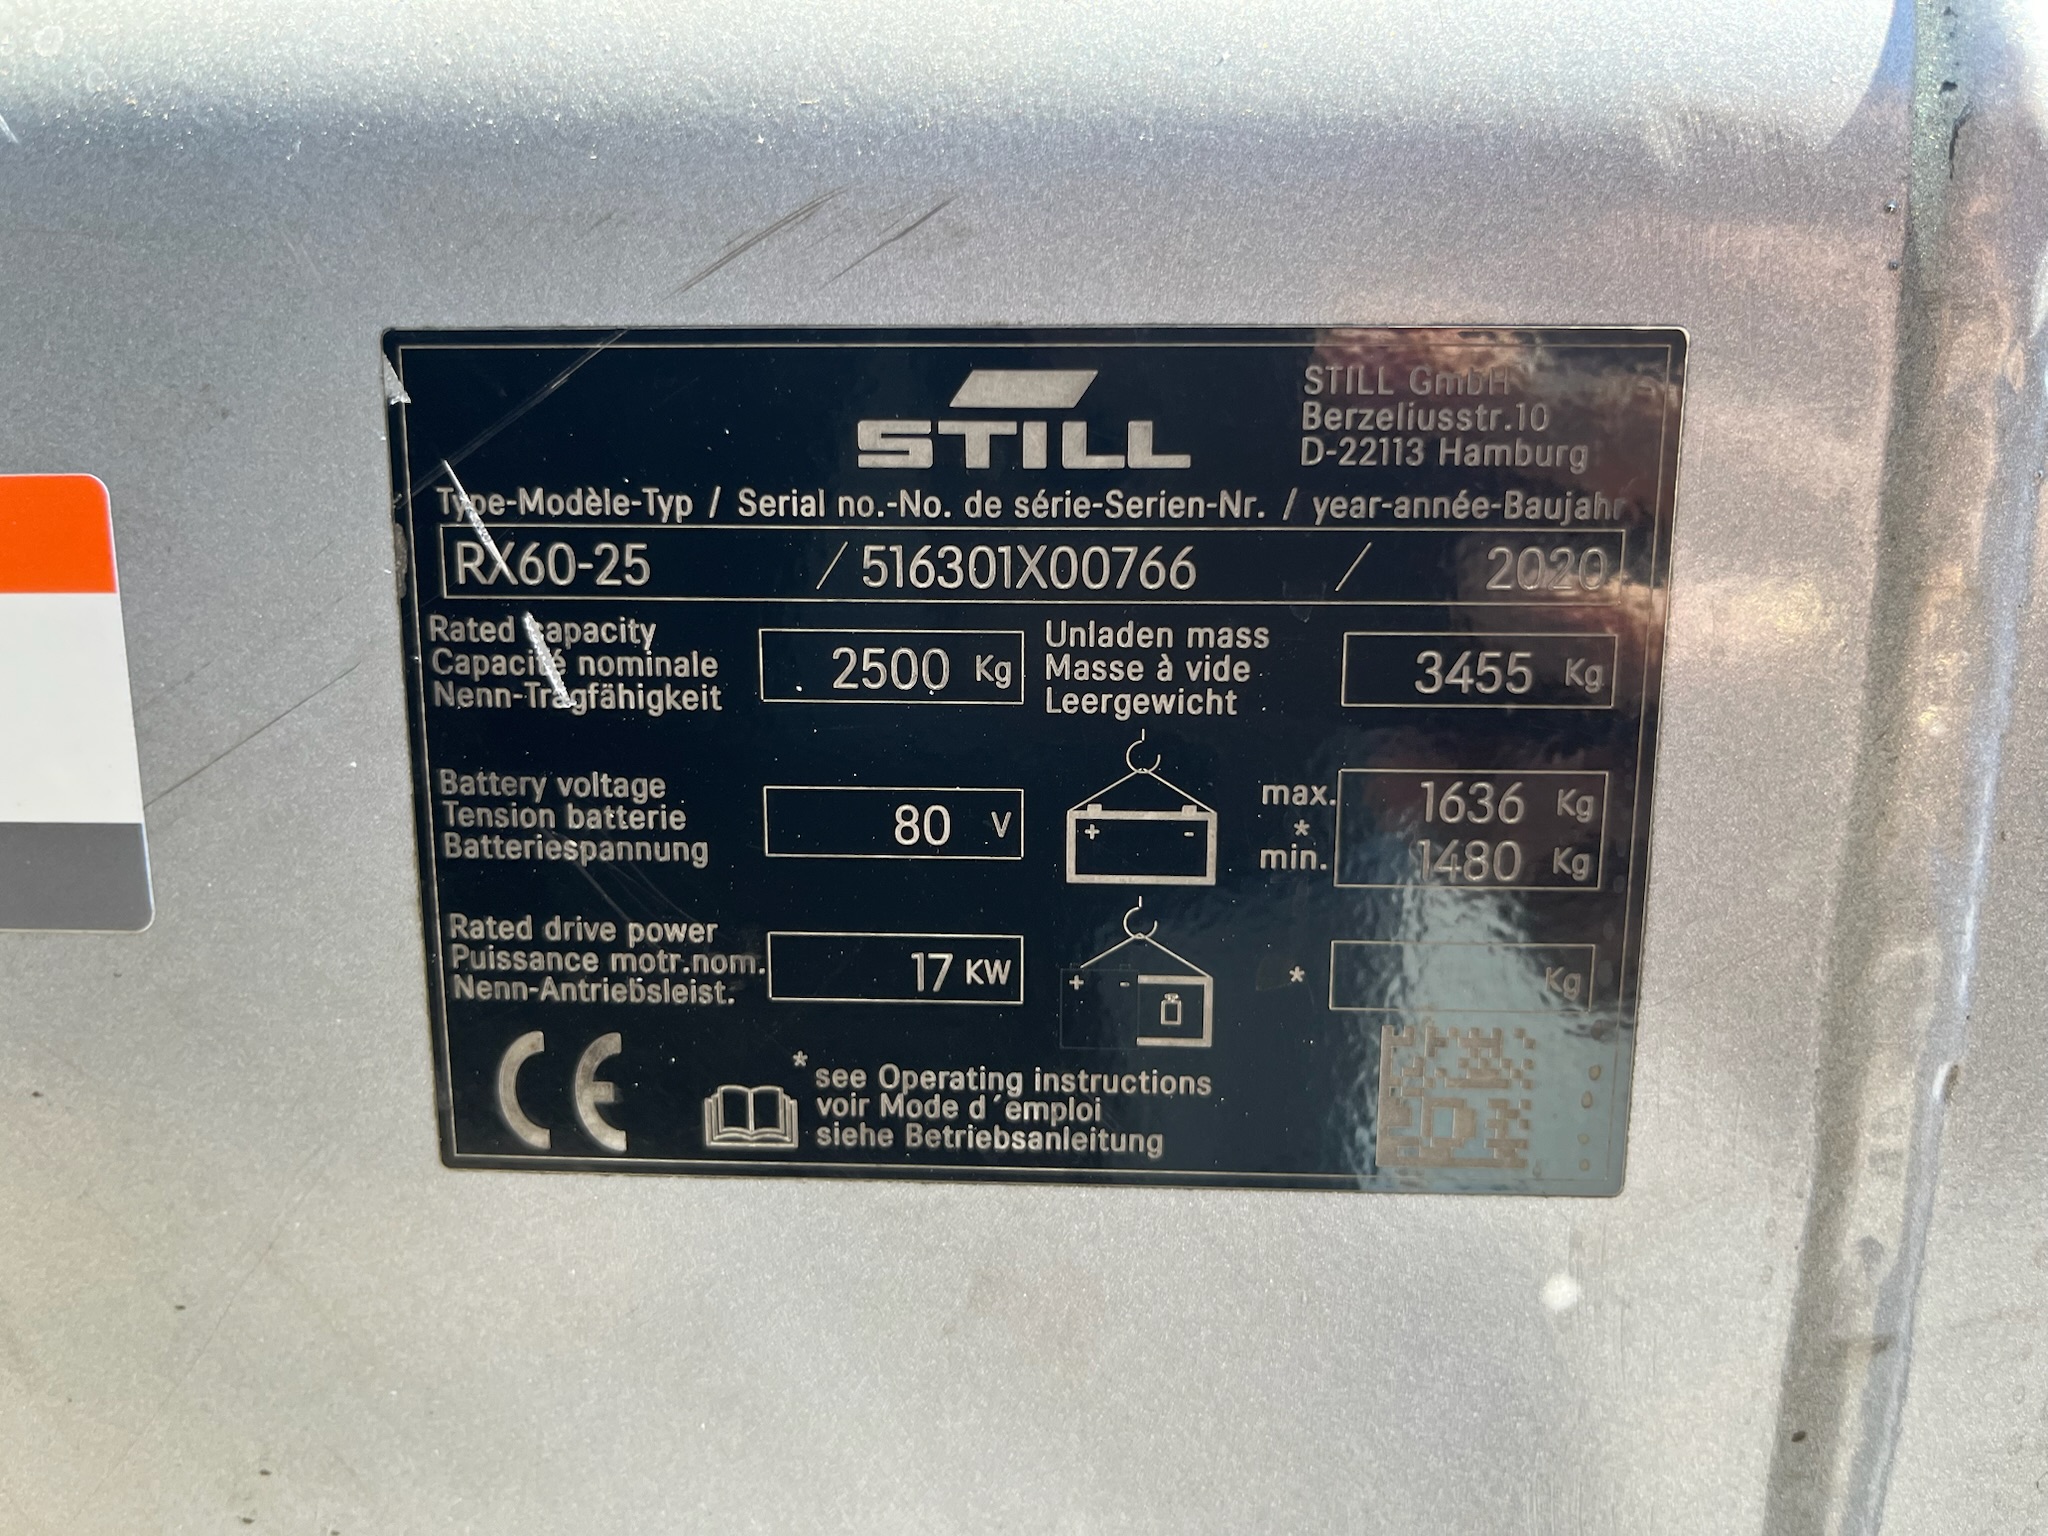 STILL
STILL GmbH
Berzeliusstr.10
D-22113 Hamburg
Type-Modèle-Typ / Serial no.-No. de série-Serien-Nr. / year-année-Baujahr
RX60-25 / 516301X00766 / 2020
Rated capacity
Capacité nominale
Nenn-Tragfähigkeit
2500 Kg
Unladen mass
Masse à vide
Leergewicht
3455 Kg
Battery voltage
Tension batterie
Batteriespannung
80 V
+ -
max. 1636 Kg
*
min. 1480 Kg
Rated drive power
Puissance motr.nom.
Nenn-Antriebsleist.
17 KW
+ -
* Kg
CE
* see Operating instructions
voir Mode d´emploi
siehe Betriebsanleitung